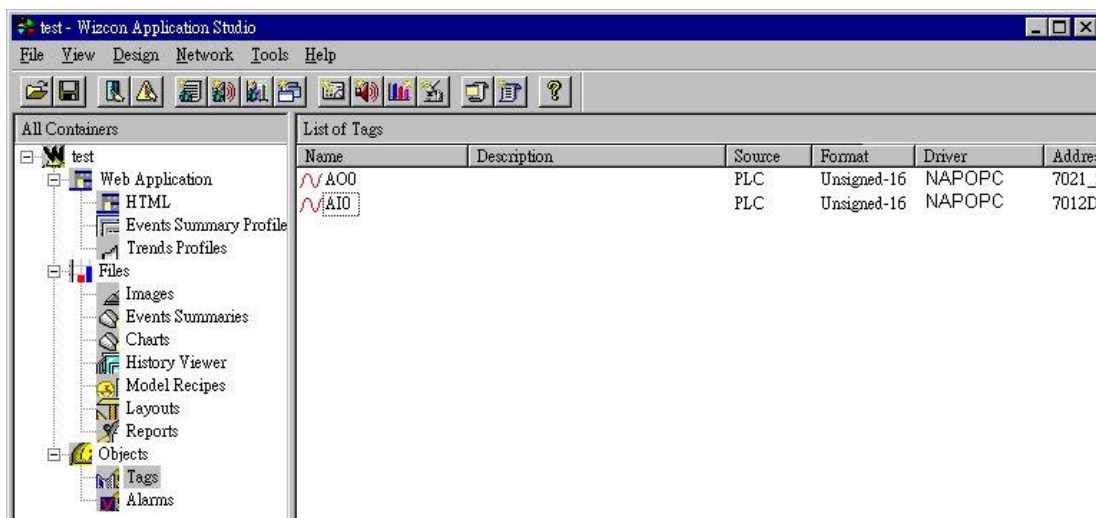 test - Wizcon Application Studio
File View Design Network Tools Help
All Containers
test
Web Application
HTML
Events Summary Profile
Trends Profiles
Files
Images
Events Summaries
Charts
History Viewer
Model Recipes
Layouts
Reports
Objects
Tags
Alarms
List of Tags
Name Description Source Format Driver Addre
AO0 PLC Unsigned-16 NAPOPC 7021_
AI0 PLC Unsigned-16 NAPOPC 7012D